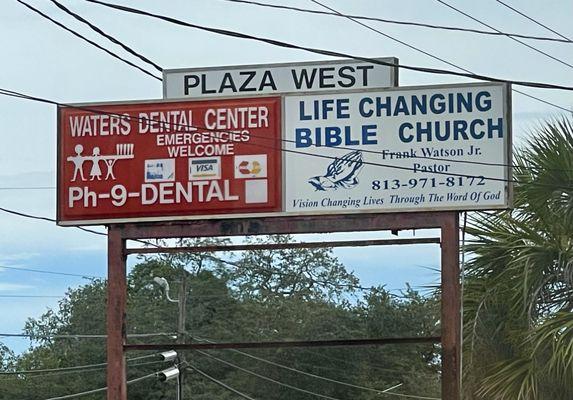 PLAZA WEST
WATERS DENTAL CENTER
EMERGENCIES
WELCOME
VISA
Ph-9-DENTAL
LIFE CHANGING
BIBLE CHURCH
Frank Watson Jr.
Pastor
813-971-8172
Vision Changing Lives Through The Word Of God